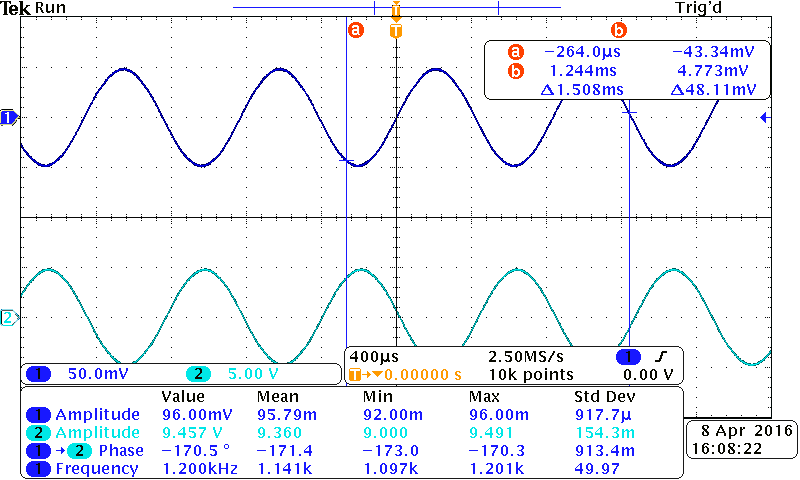 Tek Run T Trig'd
a b
T
a −264.0µs −43.34mV
b 1.244ms 4.773mV
Δ1.508ms Δ48.11mV
1
2
400µs 2.50MS/s 1
T→▼0.00000 s 10k points 0.00 V
1 50.0mV 2 5.00 V
Value Mean Min Max Std Dev
1 Amplitude 96.00mV 95.79m 92.00m 96.00m 917.7µ
2 Amplitude 9.457 V 9.360 9.000 9.491 154.3m
1 → 2 Phase −170.5 ° −171.4 −173.0 −170.3 913.4m
1 Frequency 1.200kHz 1.141k 1.097k 1.201k 49.97
8 Apr 2016
16:08:22